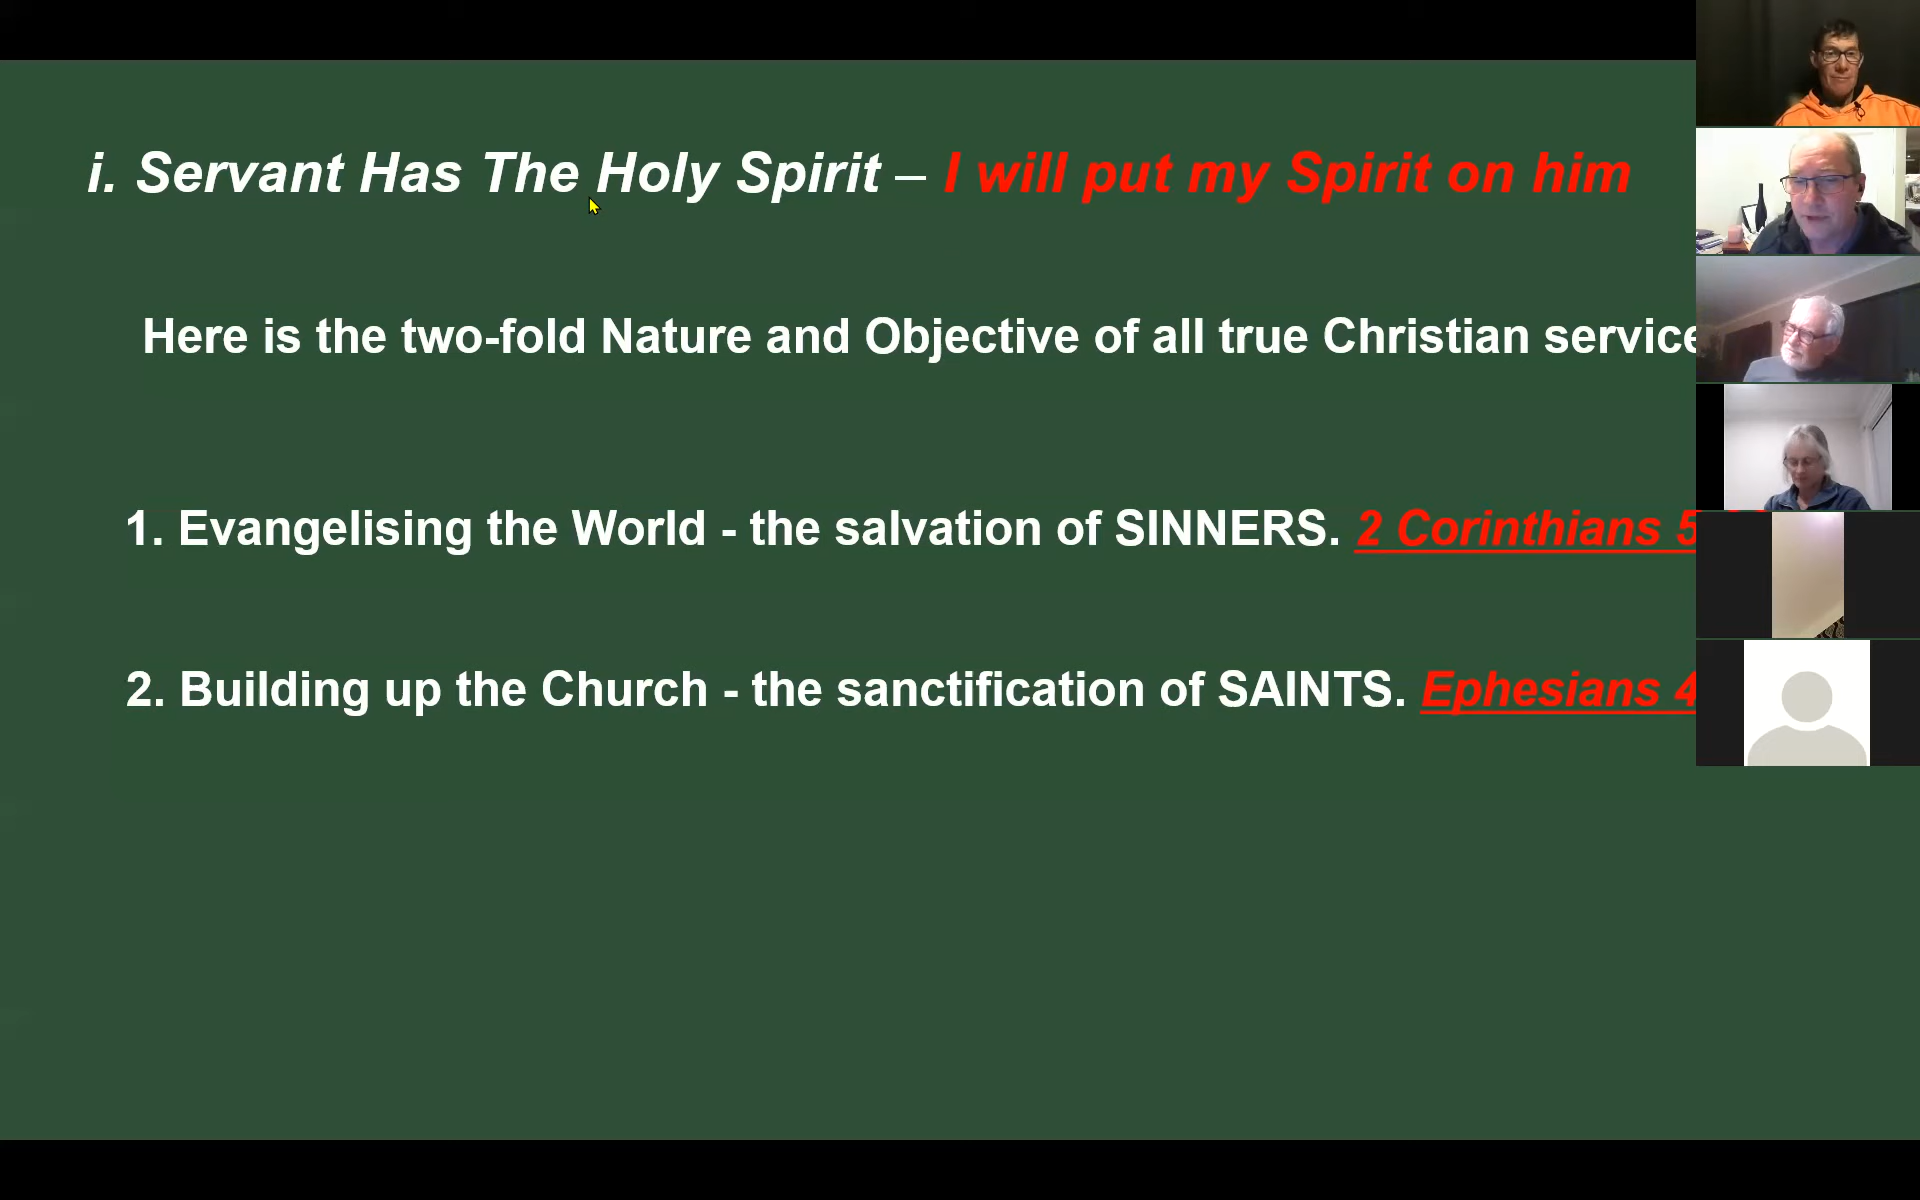 i. Servant Has The Holy Spirit – I will put my Spirit on him
Here is the two-fold Nature and Objective of all true Christian service
1. Evangelising the World - the salvation of SINNERS. 2 Corinthians 5
2. Building up the Church - the sanctification of SAINTS. Ephesians 4